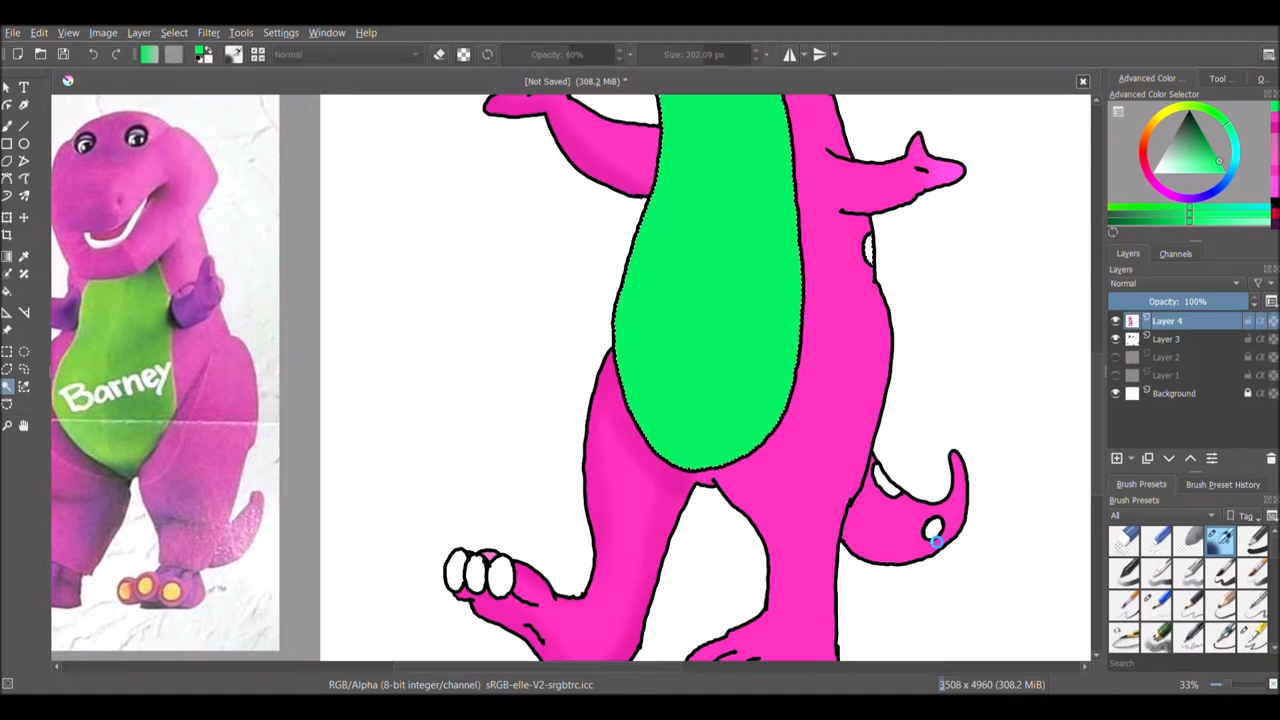 File Edit View Image Layer Filter Tools Settings Window Help
Normal Opacity: 60% Size: 202.09 px
[Not Saved] (308.2 MiB) *
Advanced Color ... Tool ... O...
Advanced Color Selector
Barney
Layers Channels
Layers
Normal
Opacity: 100%
Layer 4
Layer 3
Layer 2
Layer 1
Background
Brush Presets Brush Preset History
Brush Presets
All Tag
Search
RGB/Alpha (8-bit integer/channel) sRGB-elle-V2-srgbtrc.icc 3508 x 4960 (308.2 MiB) 33%